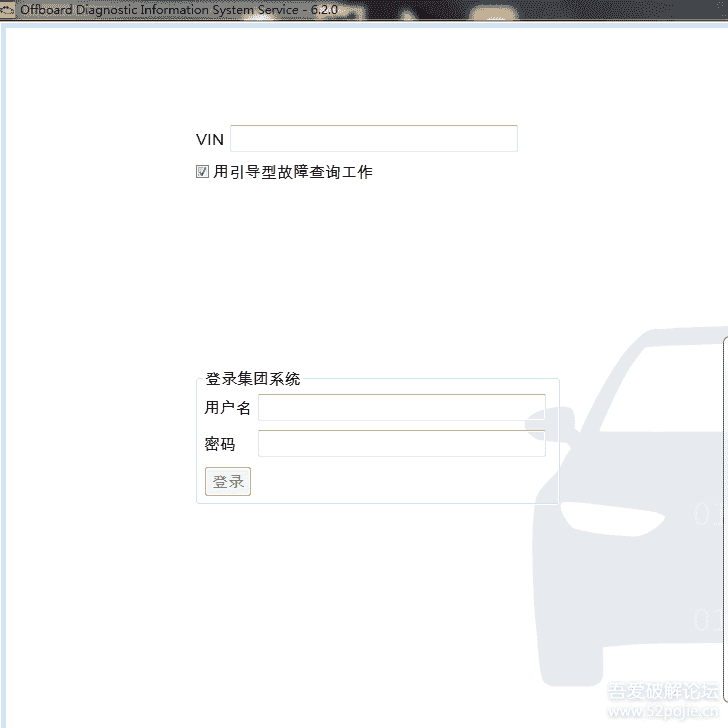 Offboard Diagnostic Information System Service - 6.2.0
VIN
用引导型故障查询工作
登录集团系统
用户名
密码
登录
吾爱破解论坛
www.52pojie.cn